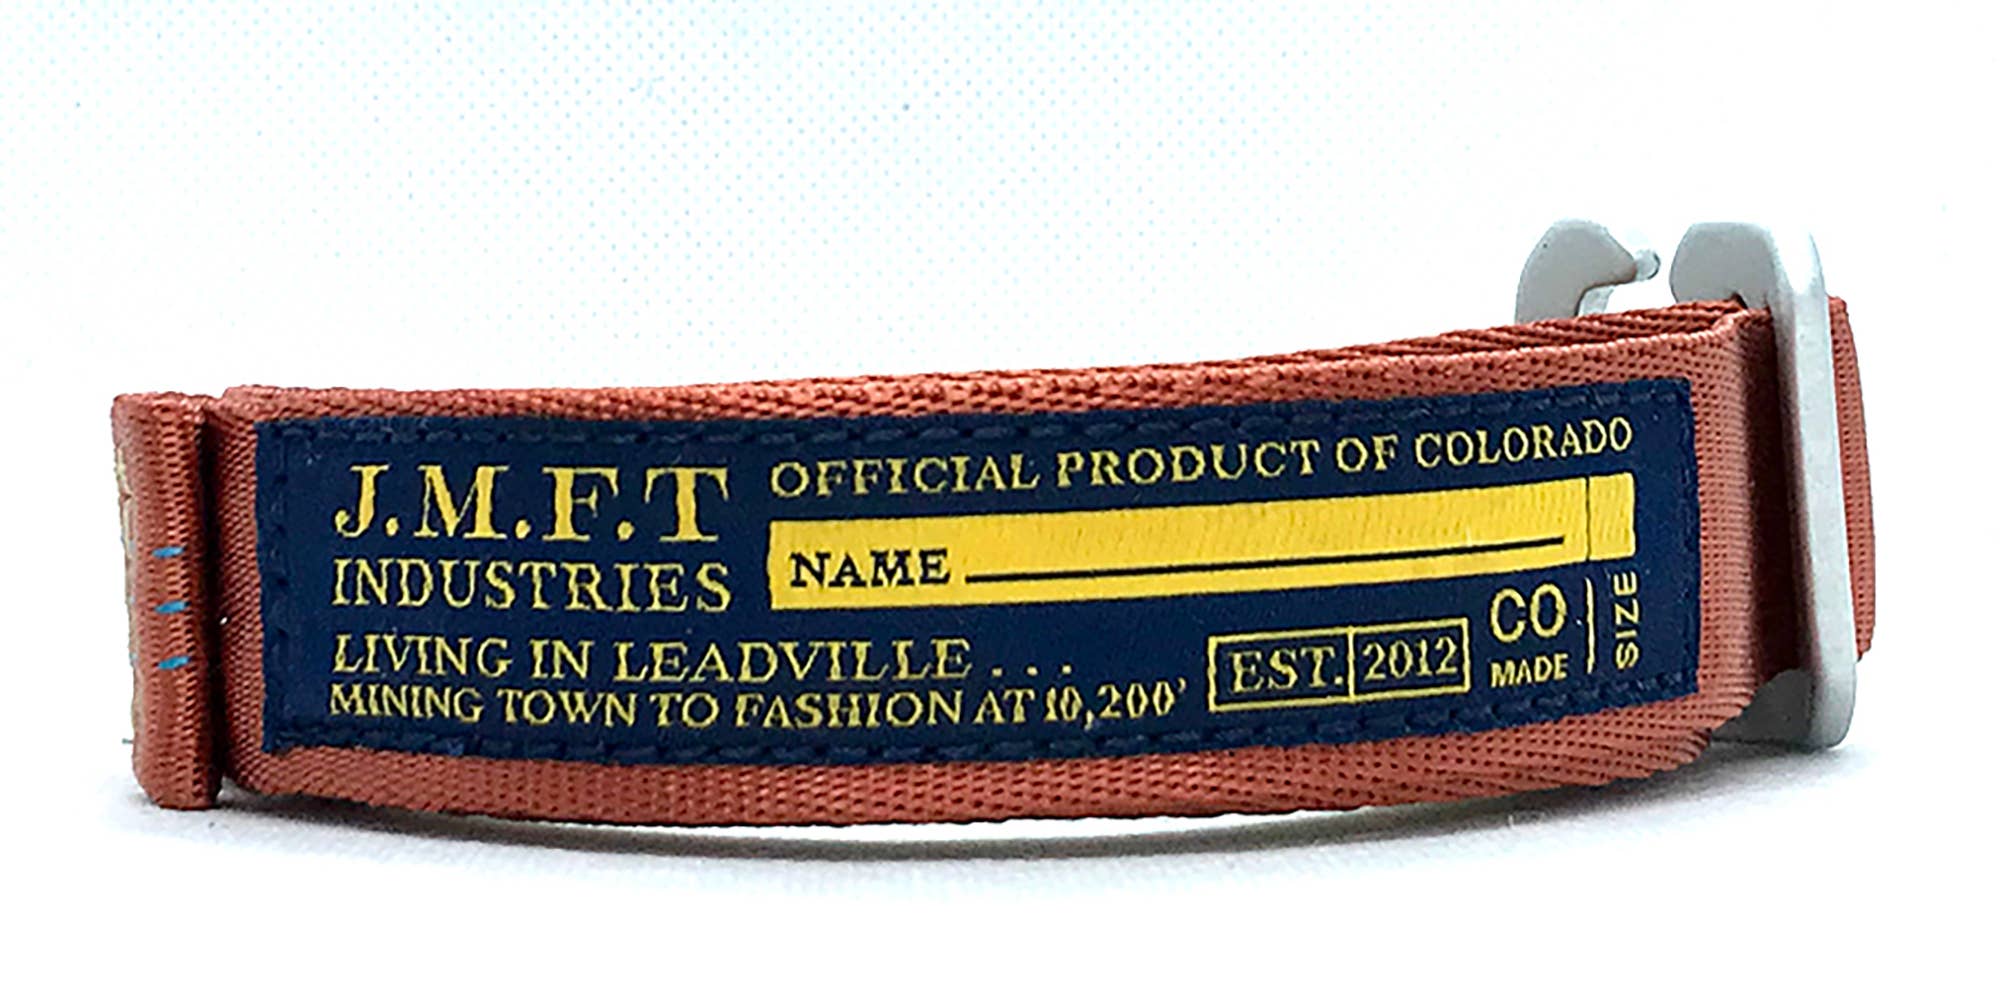 J.M.F.T
INDUSTRIES
LIVING IN LEADVILLE . . .
MINING TOWN TO FASHION AT 10,200'
OFFICIAL PRODUCT OF COLORADO
NAME
EST. 2012
CO
MADE
SIZE